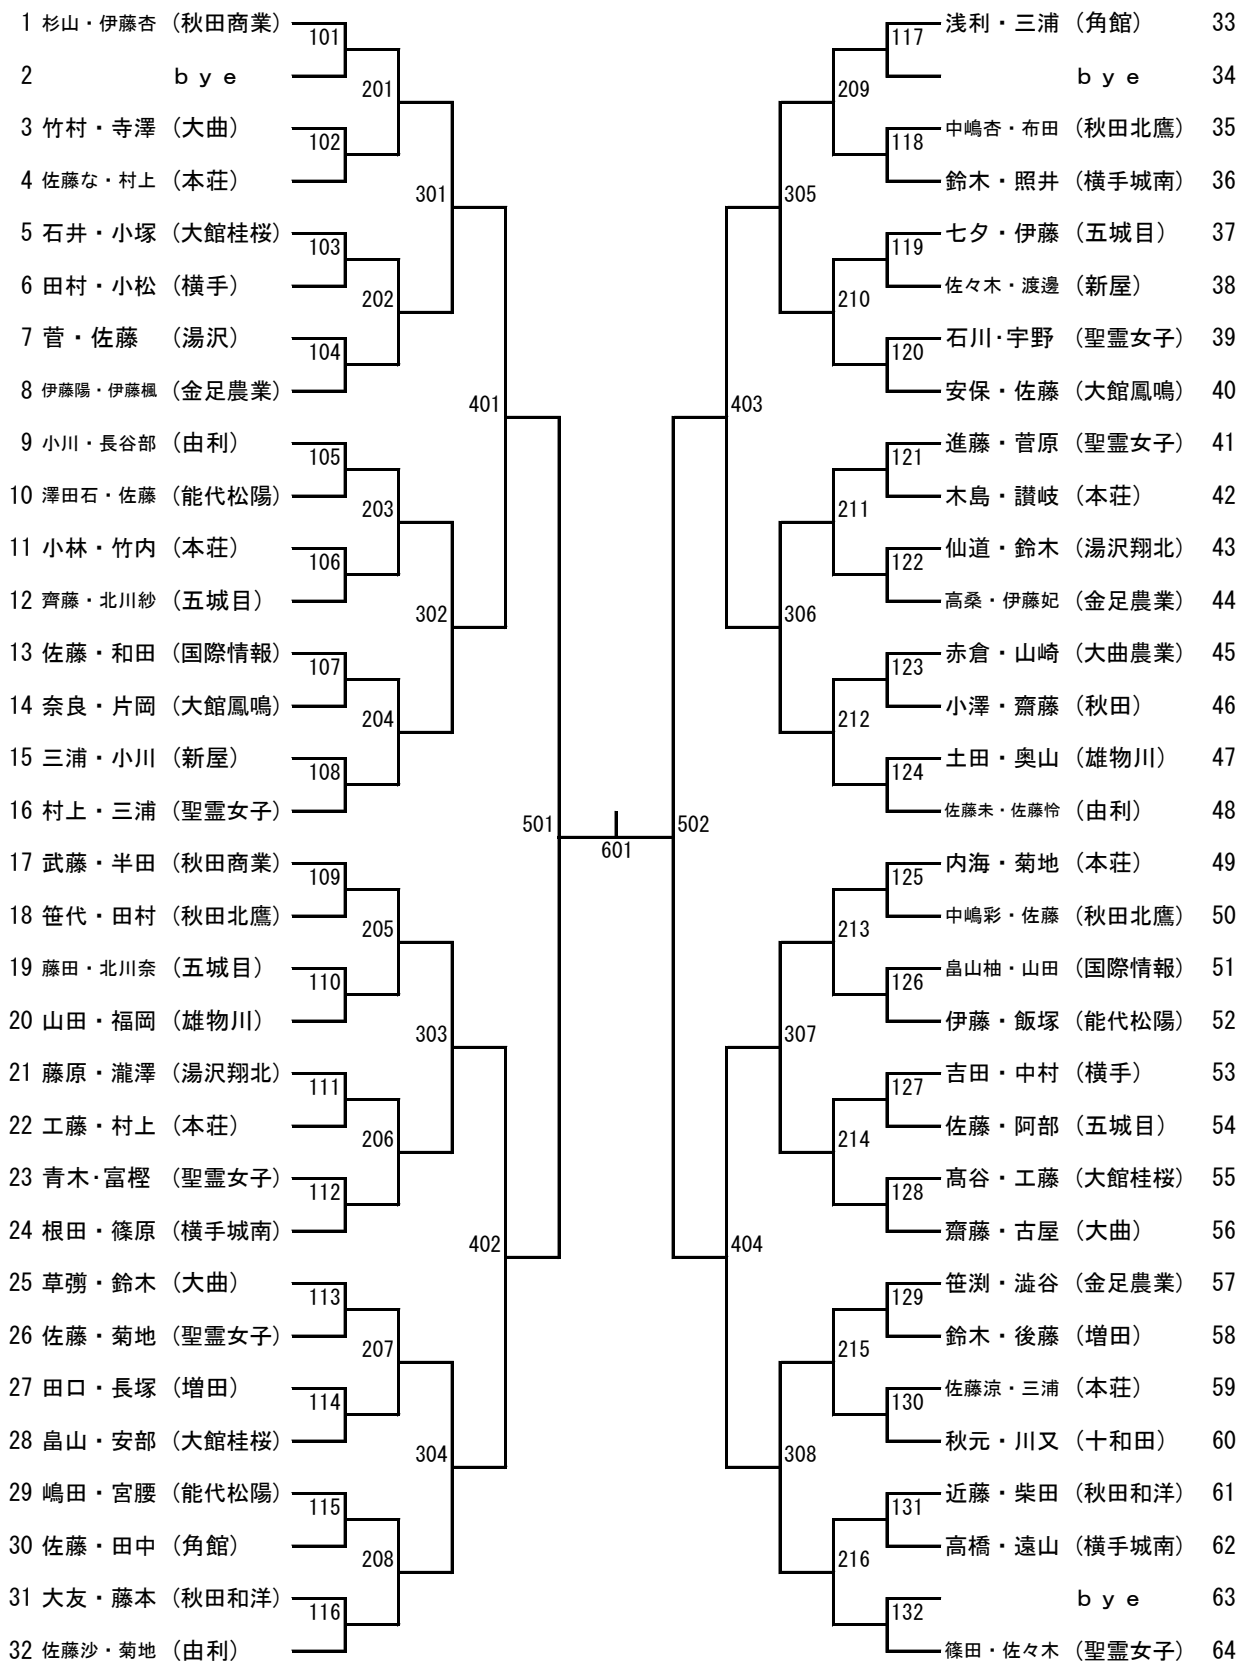 1 杉山・伊藤杏 (秋田商業)
2 ｂｙｅ
3 竹村・寺澤 (大曲)
4 佐藤な・村上 (本荘)
5 石井・小塚 (大館桂桜)
6 田村・小松 (横手)
7 菅・佐藤 (湯沢)
8 伊藤陽・伊藤楓 (金足農業)
9 小川・長谷部 (由利)
10 澤田石・佐藤 (能代松陽)
11 小林・竹内 (本荘)
12 齊藤・北川紗 (五城目)
13 佐藤・和田 (国際情報)
14 奈良・片岡 (大館鳳鳴)
15 三浦・小川 (新屋)
16 村上・三浦 (聖霊女子)
17 武藤・半田 (秋田商業)
18 笹代・田村 (秋田北鷹)
19 藤田・北川奈 (五城目)
20 山田・福岡 (雄物川)
21 藤原・瀧澤 (湯沢翔北)
22 工藤・村上 (本荘)
23 青木・富樫 (聖霊女子)
24 根田・篠原 (横手城南)
25 草彅・鈴木 (大曲)
26 佐藤・菊地 (聖霊女子)
27 田口・長塚 (増田)
28 畠山・安部 (大館桂桜)
29 嶋田・宮腰 (能代松陽)
30 佐藤・田中 (角館)
31 大友・藤本 (秋田和洋)
32 佐藤沙・菊地 (由利)
101
102
103
104
105
106
107
108
109
110
111
112
113
114
115
116
201
202
203
204
205
206
207
208
301
302
303
304
401
402
501
601
502
403
404
305
306
307
308
209
210
211
212
213
214
215
216
117
118
119
120
121
122
123
124
125
126
127
128
129
130
131
132
浅利・三浦 (角館) 33
ｂｙｅ 34
中嶋杏・布田 (秋田北鷹) 35
鈴木・照井 (横手城南) 36
七夕・伊藤 (五城目) 37
佐々木・渡邊 (新屋) 38
石川・宇野 (聖霊女子) 39
安保・佐藤 (大館鳳鳴) 40
進藤・菅原 (聖霊女子) 41
木島・讃岐 (本荘) 42
仙道・鈴木 (湯沢翔北) 43
高桑・伊藤妃 (金足農業) 44
赤倉・山崎 (大曲農業) 45
小澤・齋藤 (秋田) 46
土田・奥山 (雄物川) 47
佐藤未・佐藤怜 (由利) 48
内海・菊地 (本荘) 49
中嶋彩・佐藤 (秋田北鷹) 50
畠山柚・山田 (国際情報) 51
伊藤・飯塚 (能代松陽) 52
吉田・中村 (横手) 53
佐藤・阿部 (五城目) 54
髙谷・工藤 (大館桂桜) 55
齋藤・古屋 (大曲) 56
笹渕・澁谷 (金足農業) 57
鈴木・後藤 (増田) 58
佐藤涼・三浦 (本荘) 59
秋元・川又 (十和田) 60
近藤・柴田 (秋田和洋) 61
高橋・遠山 (横手城南) 62
ｂｙｅ 63
篠田・佐々木 (聖霊女子) 64